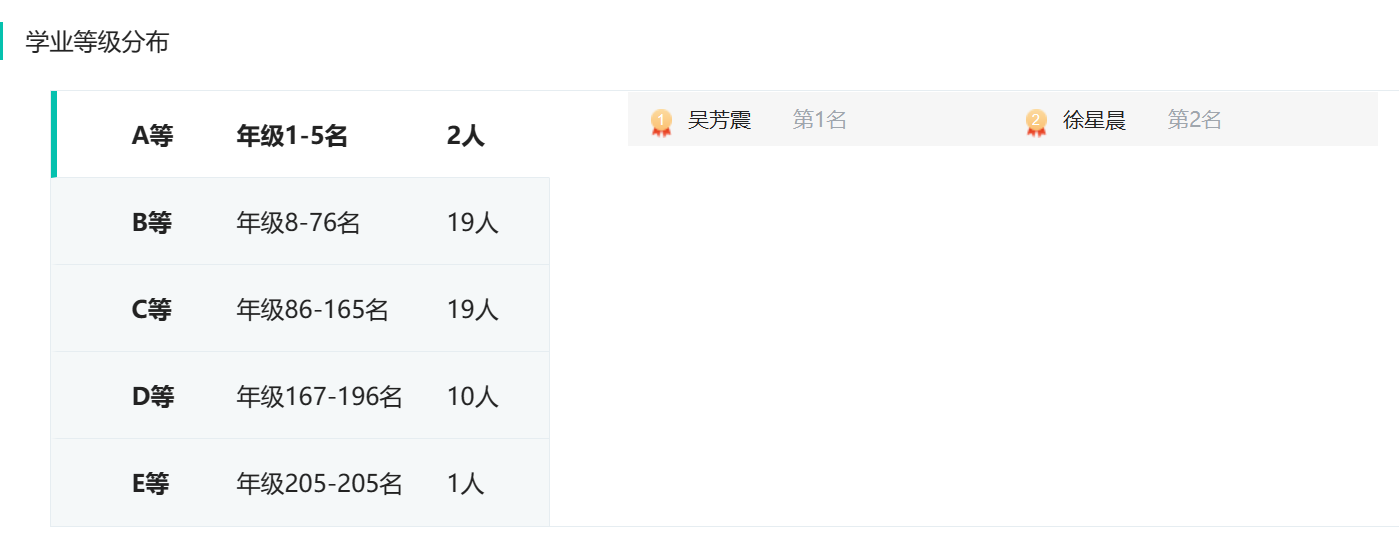 学业等级分布
A等 年级1-5名 2人
1 吴芳震 第1名 2 徐星晨 第2名
B等 年级8-76名 19人
C等 年级86-165名 19人
D等 年级167-196名 10人
E等 年级205-205名 1人